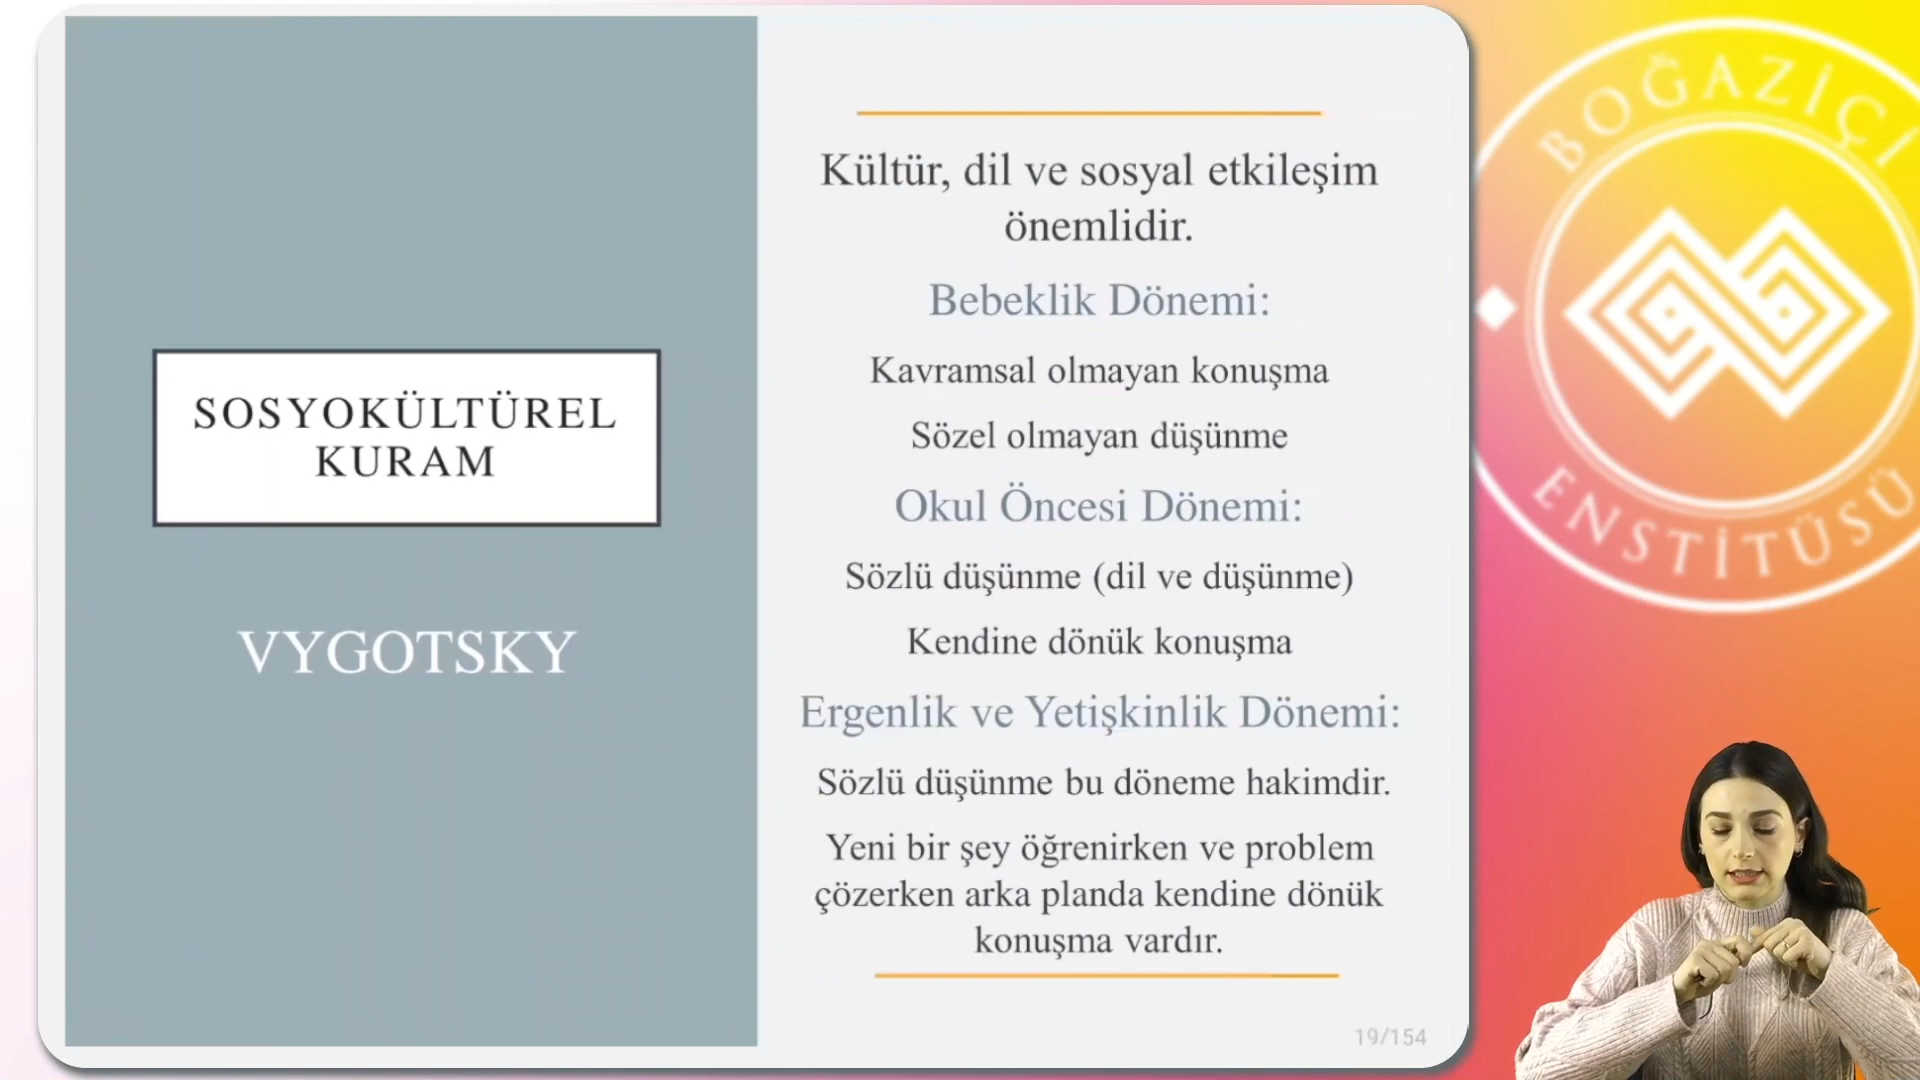 SOSYOKÜLTÜREL
KURAM
VYGOTSKY
Kültür, dil ve sosyal etkileşim
önemlidir.
Bebeklik Dönemi:
Kavramsal olmayan konuşma
Sözel olmayan düşünme
Okul Öncesi Dönemi:
Sözlü düşünme (dil ve düşünme)
Kendine dönük konuşma
Ergenlik ve Yetişkinlik Dönemi:
Sözlü düşünme bu döneme hakimdir.
Yeni bir şey öğrenirken ve problem
çözerken arka planda kendine dönük
konuşma vardır.
19/154
BOĞAZİÇİ
ENSTİTÜSÜ